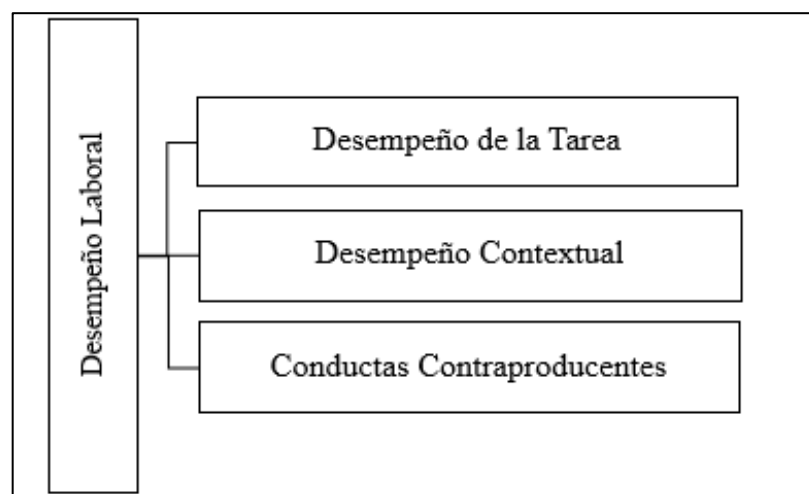 Desempeño Laboral
Desempeño de la Tarea
Desempeño Contextual
Conductas Contraproducentes